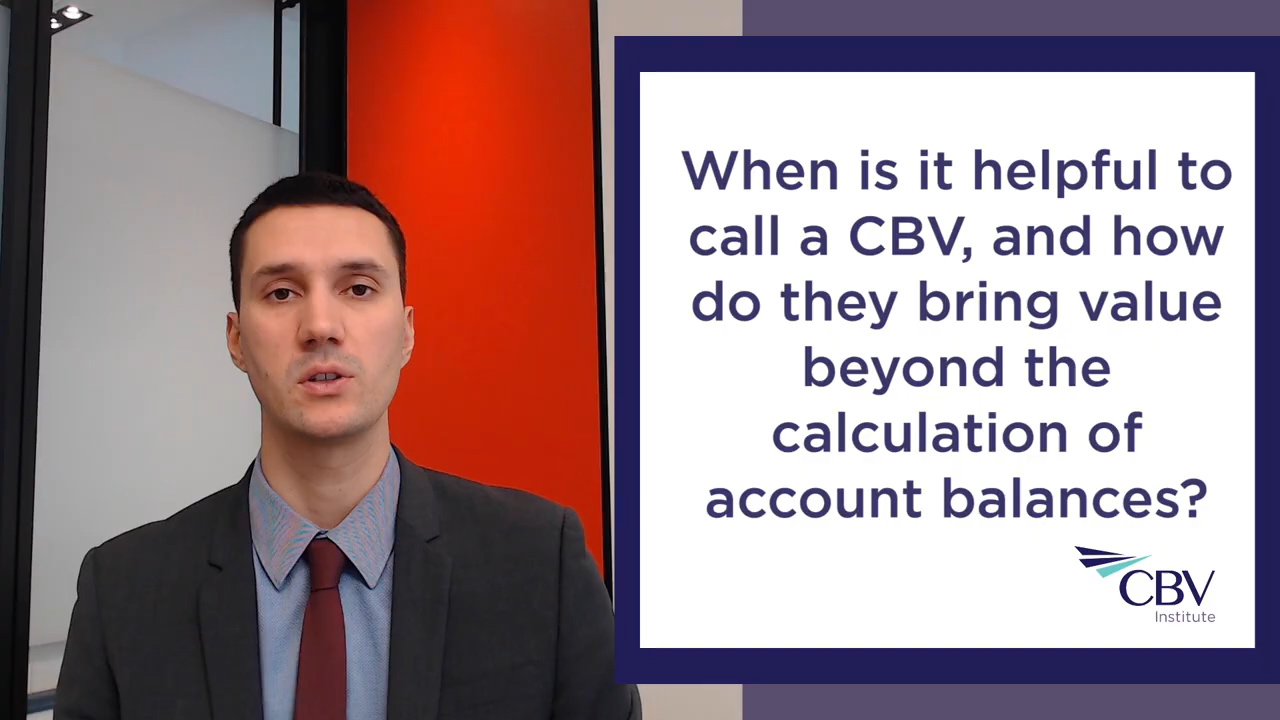 When is it helpful to
call a CBV, and how
do they bring value
beyond the
calculation of
account balances?
CBV
Institute